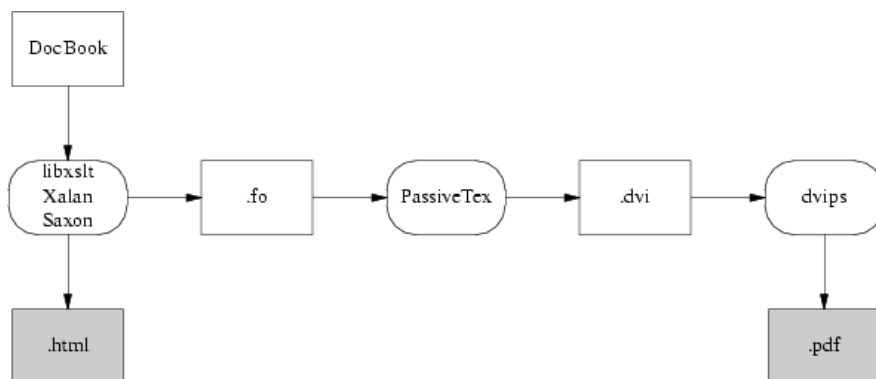 DocBook
libxslt
Xalan
Saxon
.fo
PassiveTex
.dvi
dvips
.html
.pdf